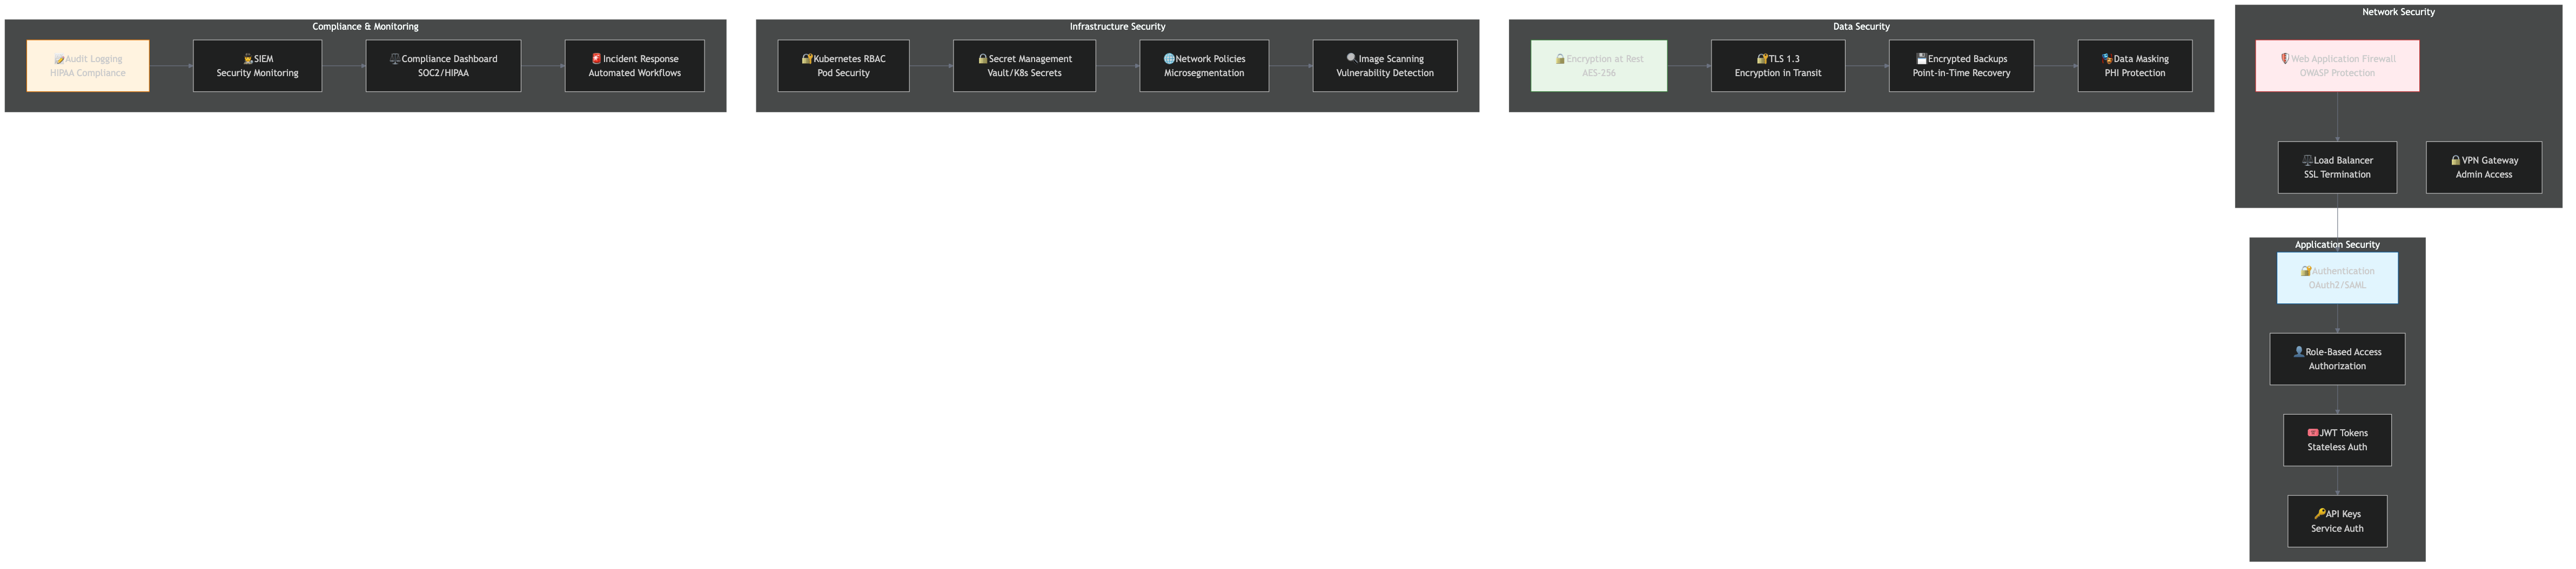 Compliance & Monitoring
📝Audit Logging
HIPAA Compliance
🕵️SIEM
Security Monitoring
⚖️Compliance Dashboard
SOC2/HIPAA
🚨Incident Response
Automated Workflows
Infrastructure Security
🔐Kubernetes RBAC
Pod Security
🔒Secret Management
Vault/K8s Secrets
🌐Network Policies
Microsegmentation
🔍Image Scanning
Vulnerability Detection
Data Security
🔒Encryption at Rest
AES-256
🔐TLS 1.3
Encryption in Transit
💾Encrypted Backups
Point-in-Time Recovery
🎭Data Masking
PHI Protection
Network Security
🛡️Web Application Firewall
OWASP Protection
⚖️Load Balancer
SSL Termination
🔒VPN Gateway
Admin Access
Application Security
🔐Authentication
OAuth2/SAML
👤Role-Based Access
Authorization
🎟️JWT Tokens
Stateless Auth
🔑API Keys
Service Auth